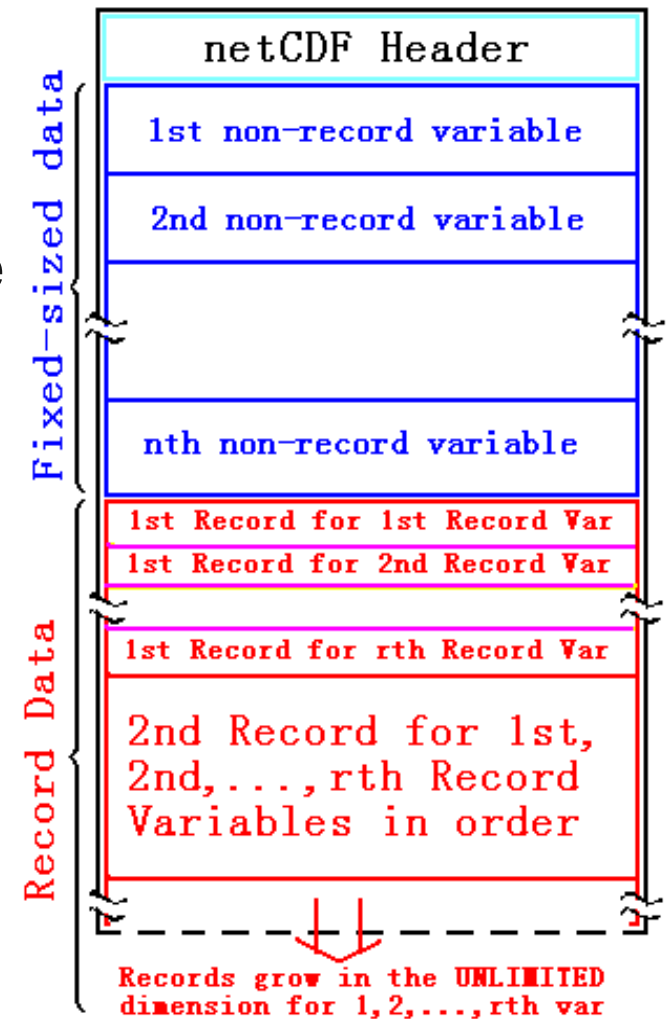 netCDF Header
Fixed-sized data
1st non-record variable
2nd non-record variable
e
nth non-record variable
Record Data
1st Record for 1st Record Var
1st Record for 2nd Record Var
1st Record for rth Record Var
2nd Record for 1st,
2nd,...,rth Record
Variables in order
Records grow in the UNLIMITED
dimension for 1,2,...,rth var